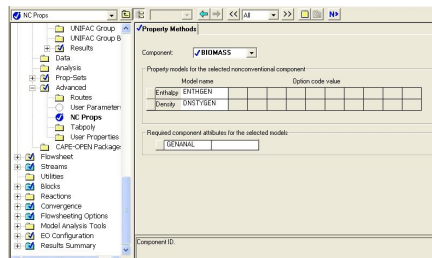 NC Props
All
N>
UNIFAC Group
UNIFAC Group B
Results
Data
Analysis
Prop-Sets
Advanced
Routes
User Parameter
NC Props
Tabpoly
User Properties
CAPE-OPEN Package
Flowsheet
Streams
Utilities
Blocks
Reactions
Convergence
Flowsheeting Options
Model Analysis Tools
EO Configuration
Results Summary
Property Methods
Component: BIOMASS
Property models for the selected nonconventional component
Model name Option code value
Enthalpy ENTHGEN
Density DNSTYGEN
Required component attributes for the selected models
GENANAL
Component ID.